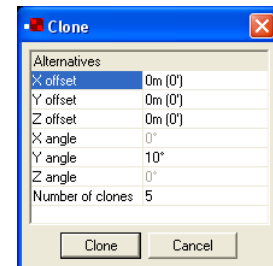 Clone
Alternatives
X offset 0m (0')
Y offset 0m (0')
Z offset 0m (0')
X angle 0°
Y angle 10°
Z angle 0°
Number of clones 5
Clone Cancel